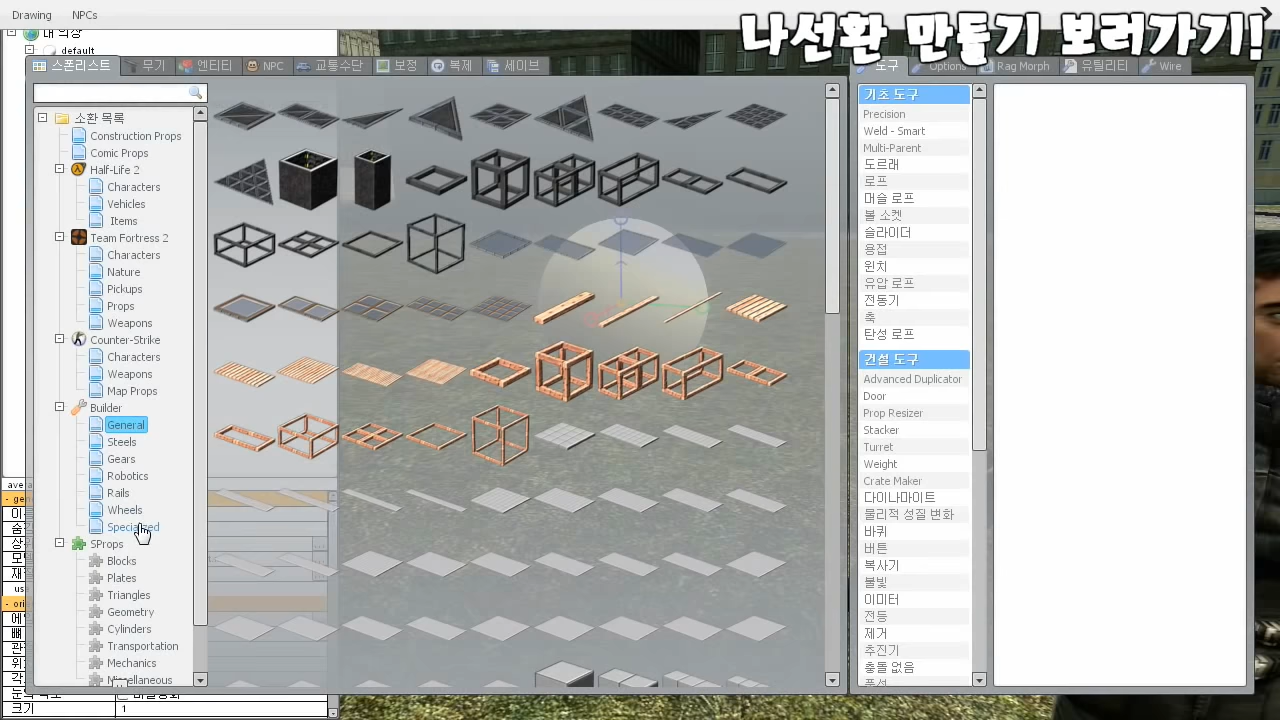 Drawing NPCs
나선환 만들기 보러가기!
내 의상
default
스폰리스트 무기 엔티티 NPC 교통수단 보정 복제 세이브
도구 Options Rag Morph 유틸리티 Wire
소환 목록
Construction Props
Comic Props
Half-Life 2
Characters
Vehicles
Items
Team Fortress 2
Characters
Nature
Pickups
Props
Weapons
Counter-Strike
Characters
Weapons
Map Props
Builder
General
Steels
Gears
Robotics
Rails
Wheels
Specialized
SProps
Blocks
Plates
Triangles
Geometry
Cylinders
Transportation
Mechanics
Miscellaneous
크기 1
기초 도구
Precision
Weld - Smart
Multi-Parent
도르래
로프
머슬 로프
볼 소켓
슬라이더
용접
윈치
유압 로프
전동기
축
탄성 로프
건설 도구
Advanced Duplicator
Door
Prop Resizer
Stacker
Turret
Weight
Crate Maker
다이나마이트
물리적 성질 변화
바퀴
버튼
복사기
불빛
이미터
전등
제거
추진기
충돌 없음
풍선